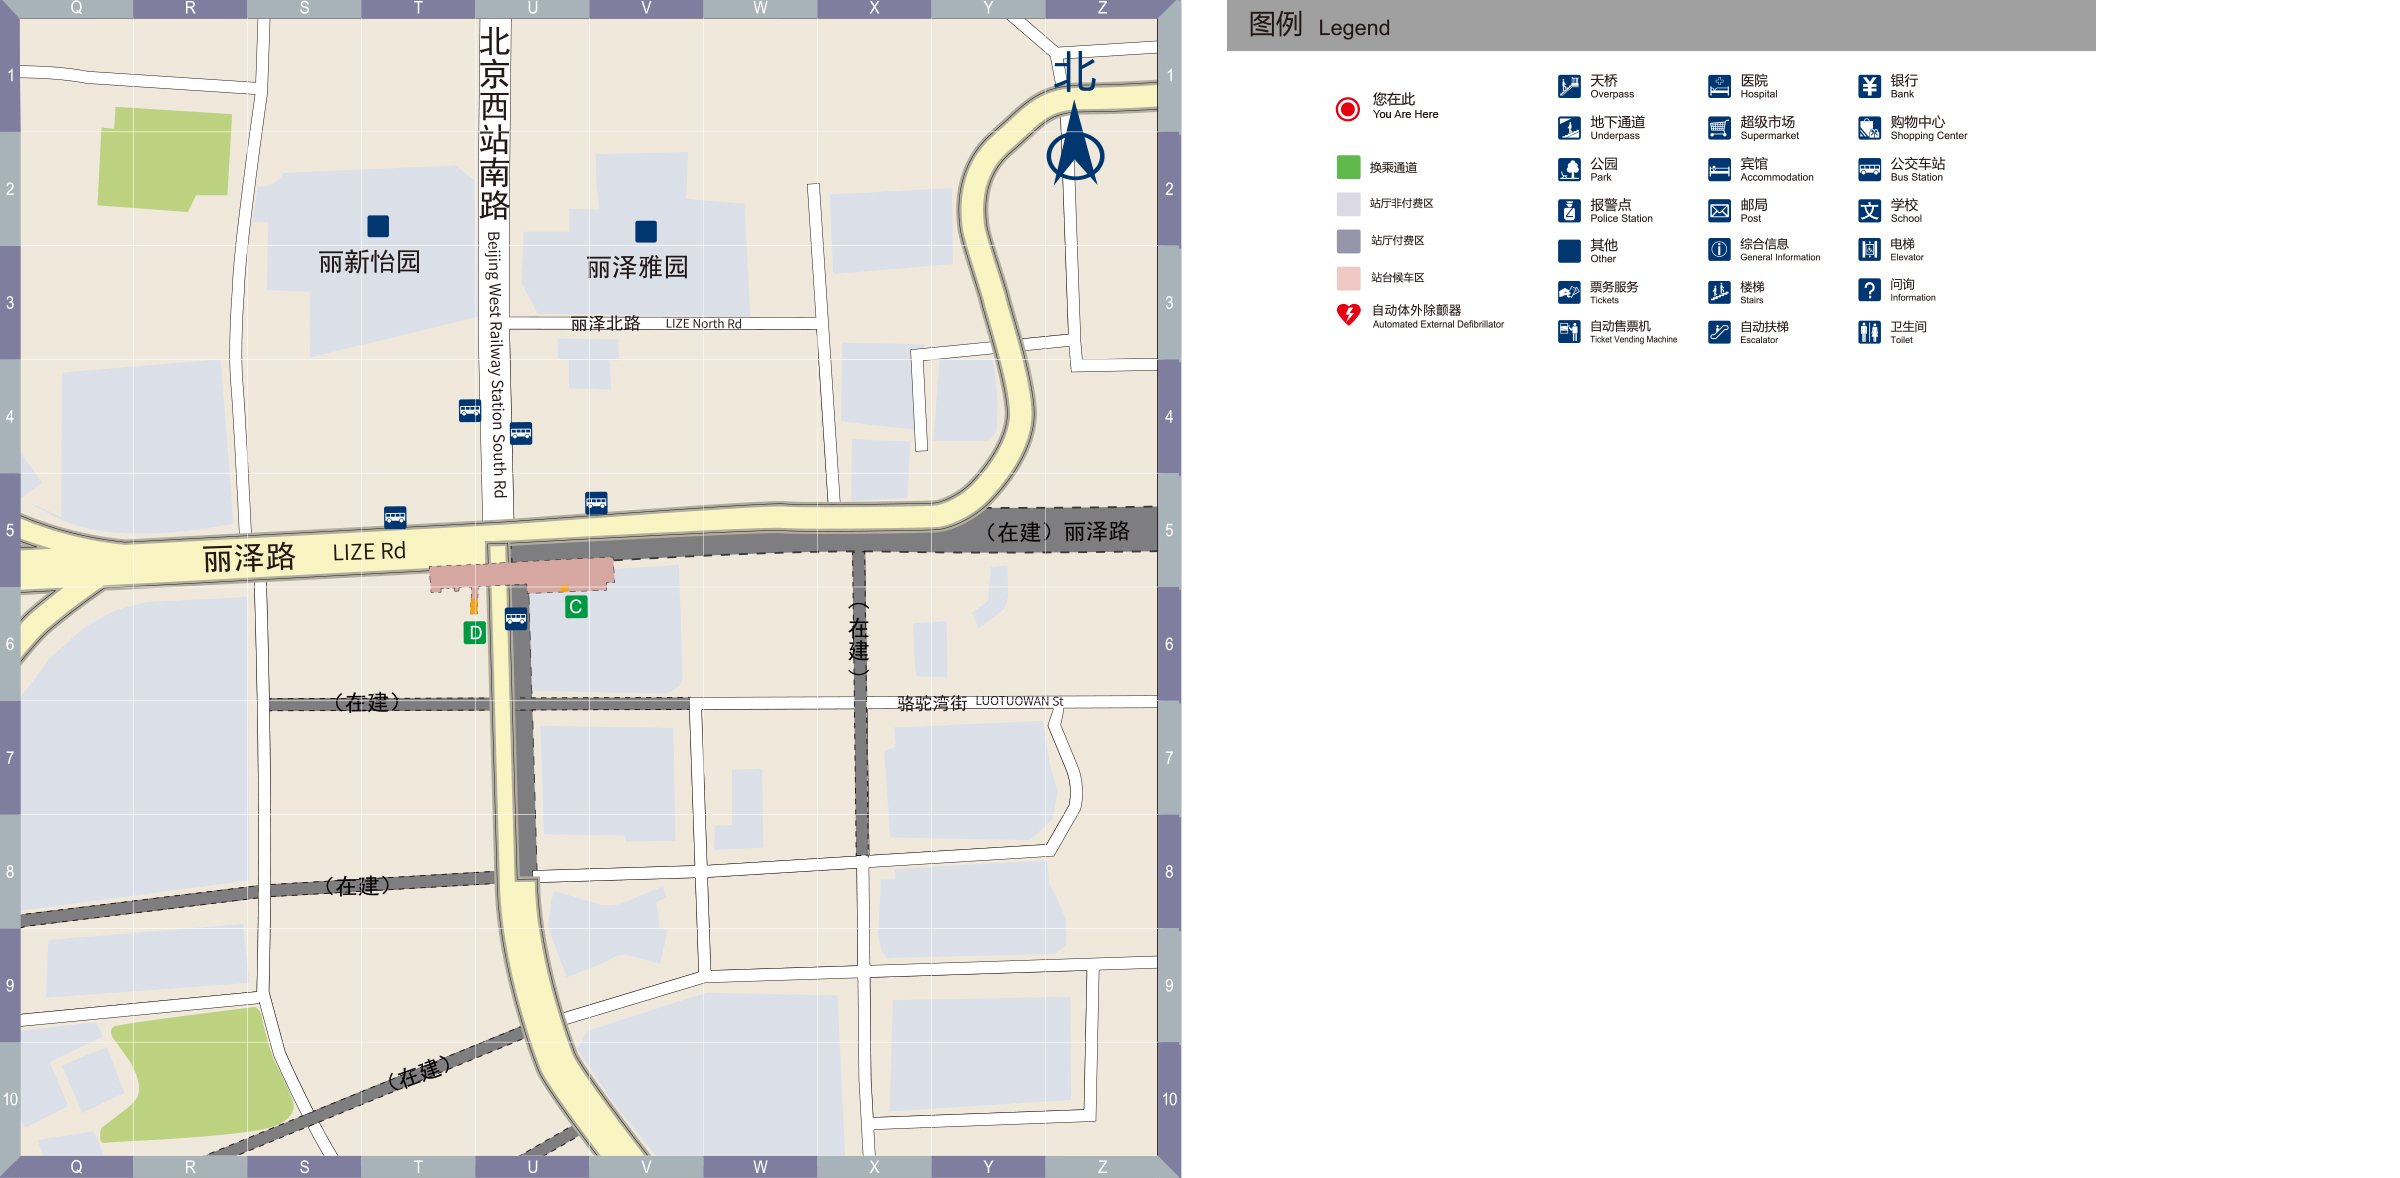 Q R S T U V W X Y Z
1 1
2 2
3 3
4 4
5 5
6 6
7 7
8 8
9 9
10 10
Q R S T U V W X Y Z
北京西站南路
Beijing West Railway Station South Rd
北
丽新怡园
丽泽雅园
丽泽北路 LIZE North Rd
丽泽路 LIZE Rd
（在建）丽泽路
C
D
（在建）
（在建）
骆驼湾街 LUOTUOWAN St
（在建）
（在建）
图例 Legend
您在此
You Are Here
换乘通道
站厅非付费区
站厅付费区
站台候车区
自动体外除颤器
Automated External Defibrillator
天桥
Overpass
地下通道
Underpass
公园
Park
报警点
Police Station
其他
Other
票务服务
Tickets
自动售票机
Ticket Vending Machine
医院
Hospital
超级市场
Supermarket
宾馆
Accommodation
邮局
Post
综合信息
General Information
楼梯
Stairs
自动扶梯
Escalator
¥
银行
Bank
购物中心
Shopping Center
公交车站
Bus Station
文
学校
School
电梯
Elevator
?
问询
Information
卫生间
Toilet